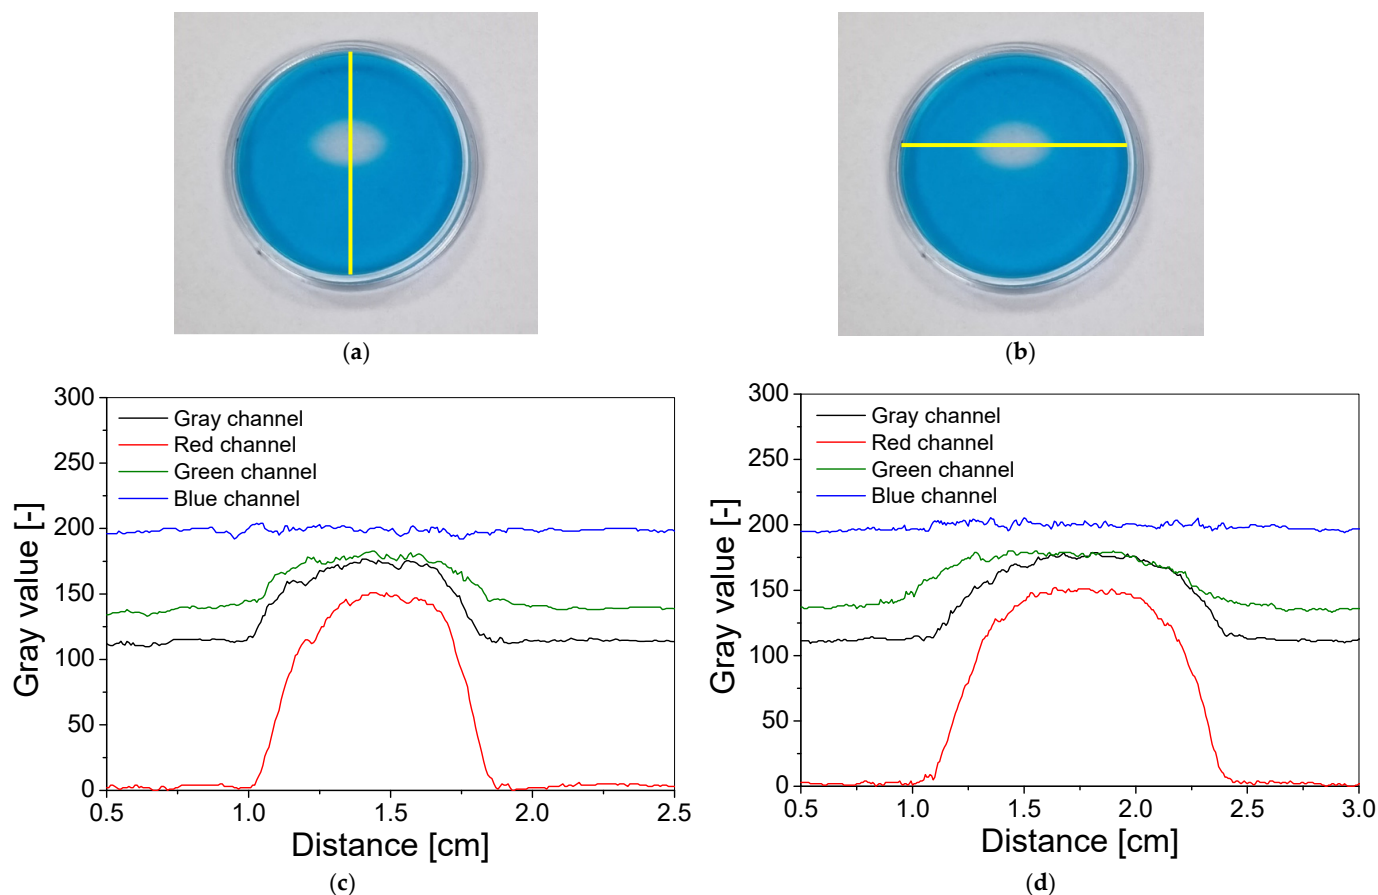 (a)
(b)
300
250
200
150
100
50
0
Gray value [-]
Gray channel
Red channel
Green channel
Blue channel
0.5 1.0 1.5 2.0 2.5
Distance [cm]
(c)
300
250
200
150
100
50
0
Gray value [-]
Gray channel
Red channel
Green channel
Blue channel
0.5 1.0 1.5 2.0 2.5 3.0
Distance [cm]
(d)